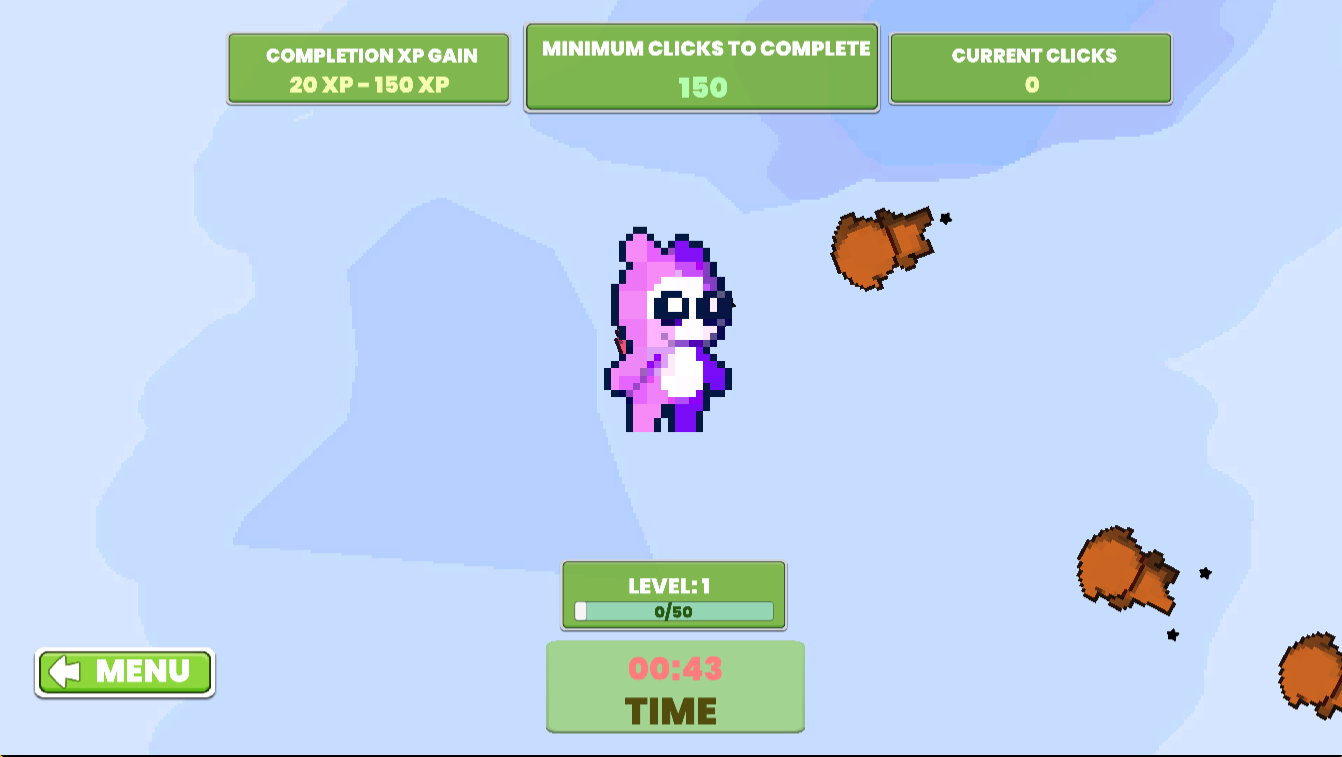 COMPLETION XP GAIN
20 XP - 150 XP
MINIMUM CLICKS TO COMPLETE
150
CURRENT CLICKS
0
LEVEL: 1
0/50
MENU
00:43
TIME